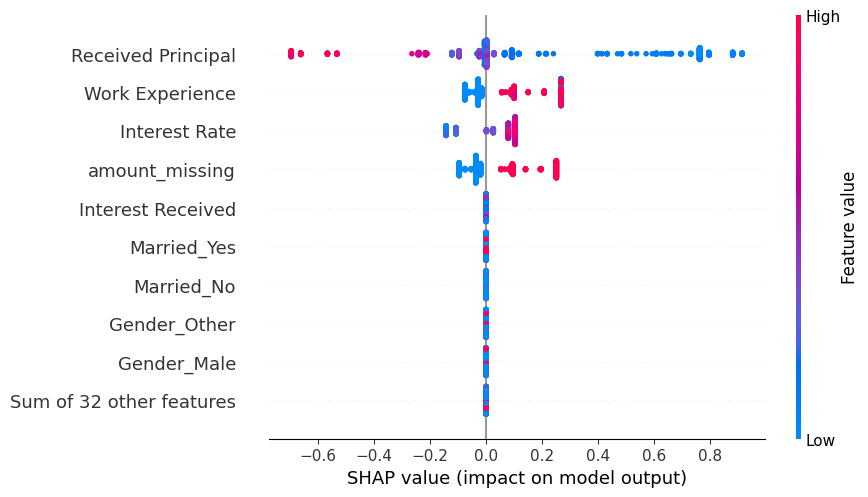 High
Received Principal
Work Experience
Interest Rate
amount_missing
Interest Received
Married_Yes
Married_No
Gender_Other
Gender_Male
Sum of 32 other features
Feature value
Low
−0.6 −0.4 −0.2 0.0 0.2 0.4 0.6 0.8
SHAP value (impact on model output)